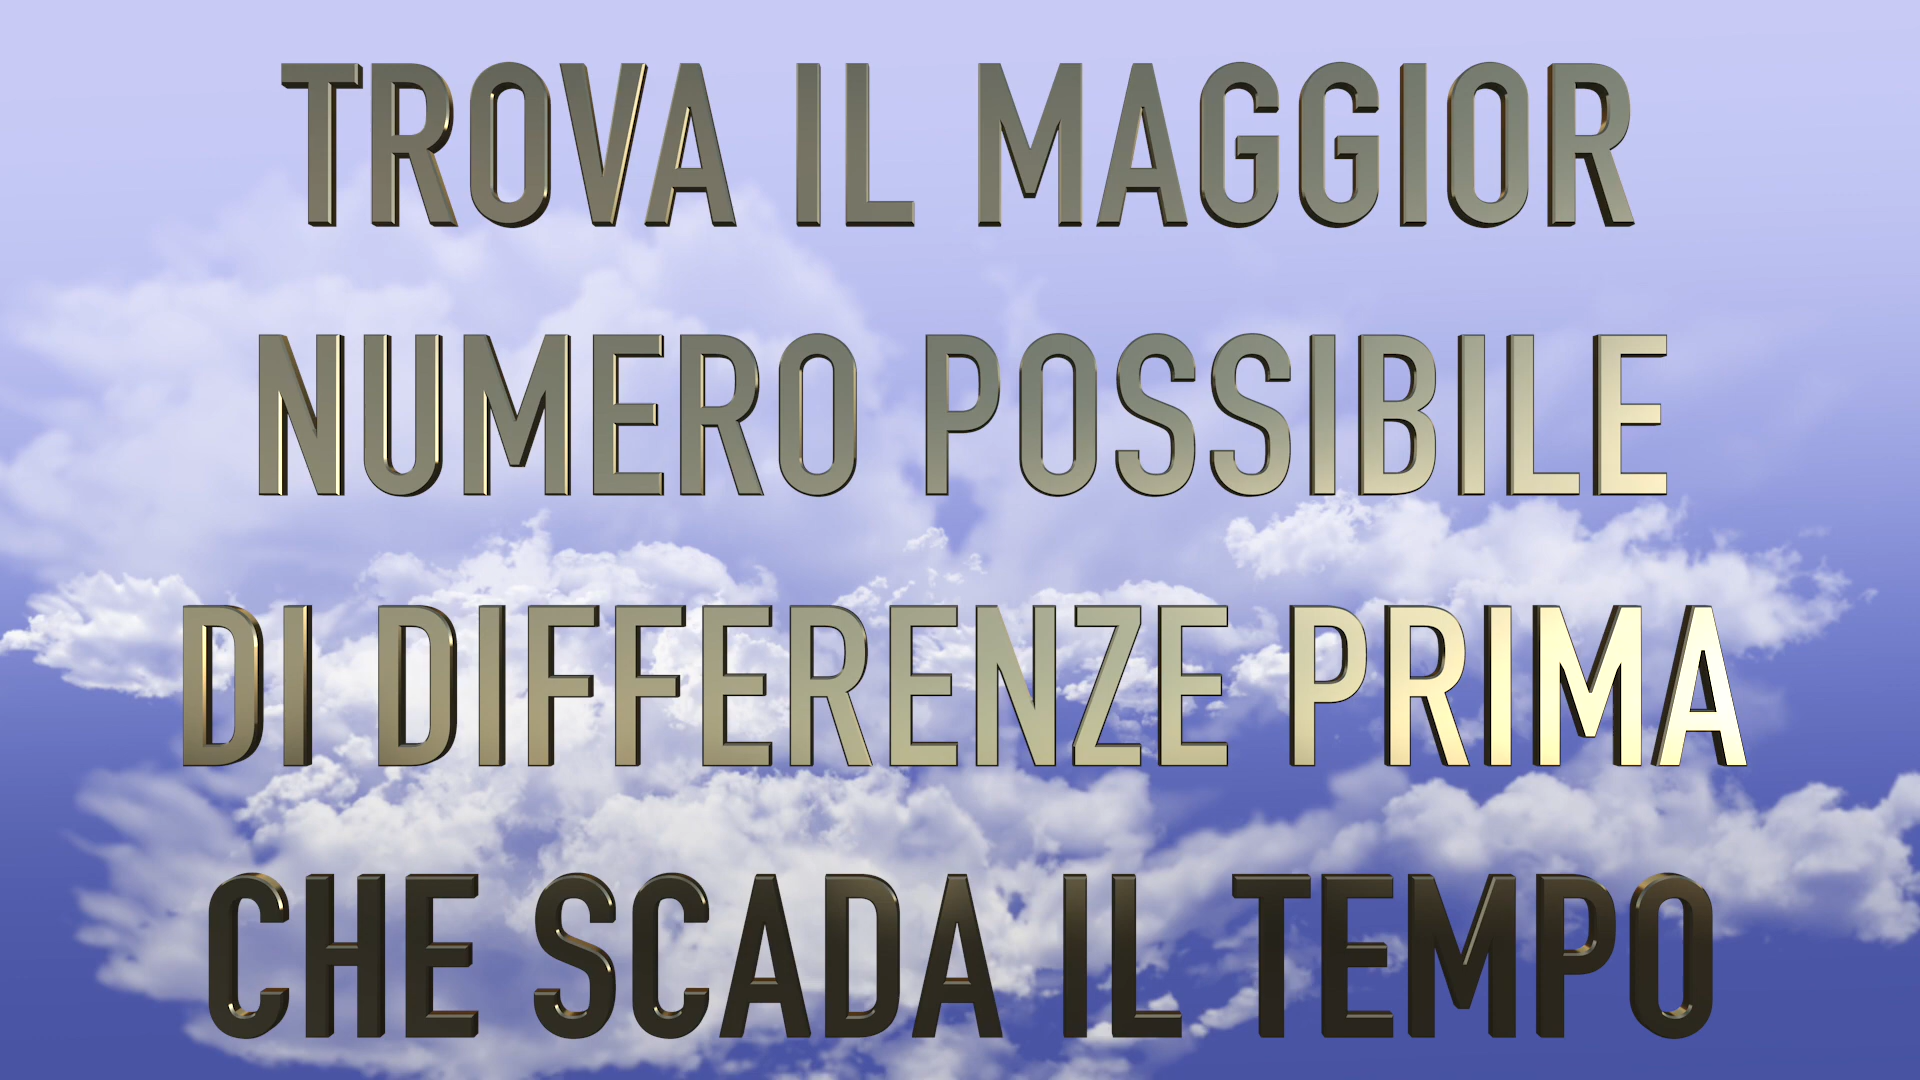 TROVA IL MAGGIOR
NUMERO POSSIBILE
DI DIFFERENZE PRIMA
CHE SCADA IL TEMPO